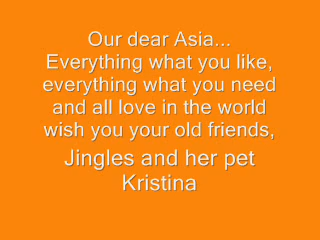 Our dear Asia...
Everything what you like,
everything what you need
and all love in the world
wish you your old friends,
Jingles and her pet
Kristina